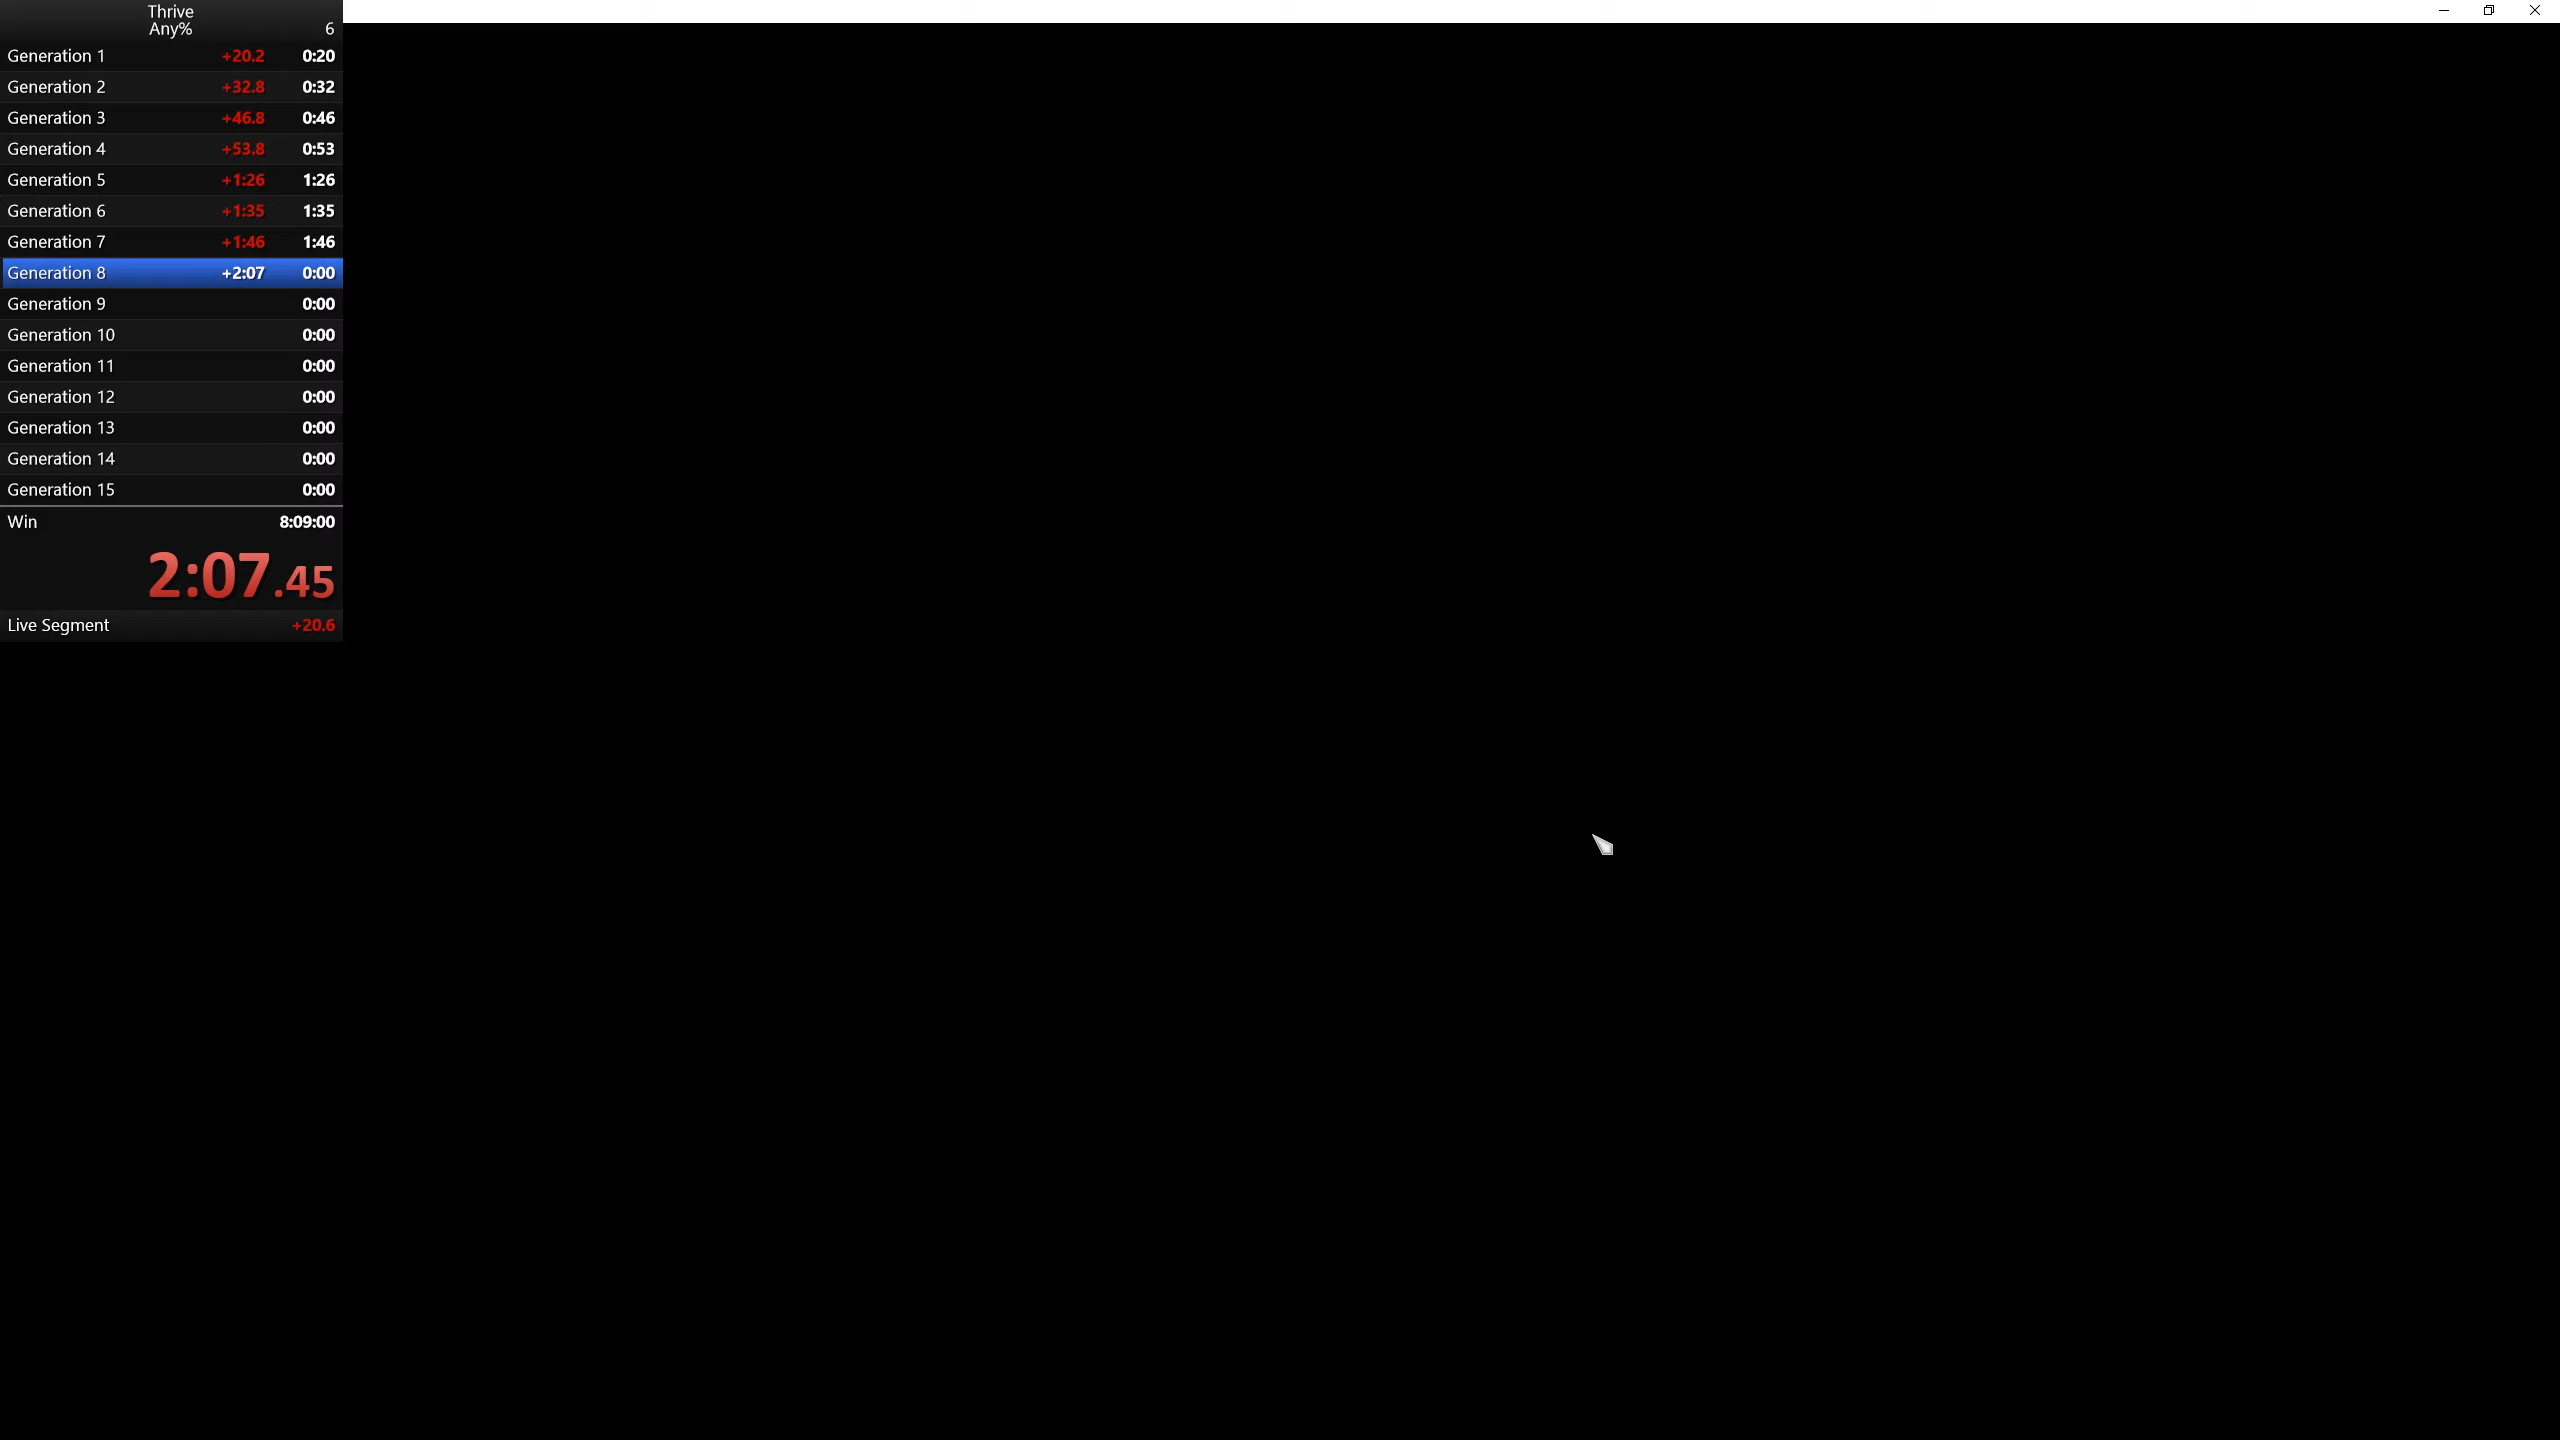 Thrive
Any% 6
Generation 1 +20.2 0:20
Generation 2 +32.8 0:32
Generation 3 +46.8 0:46
Generation 4 +53.8 0:53
Generation 5 +1:26 1:26
Generation 6 +1:35 1:35
Generation 7 +1:46 1:46
Generation 8 +2:07 0:00
Generation 9 0:00
Generation 10 0:00
Generation 11 0:00
Generation 12 0:00
Generation 13 0:00
Generation 14 0:00
Generation 15 0:00
Win 8:09:00
2:07.45
Live Segment +20.6